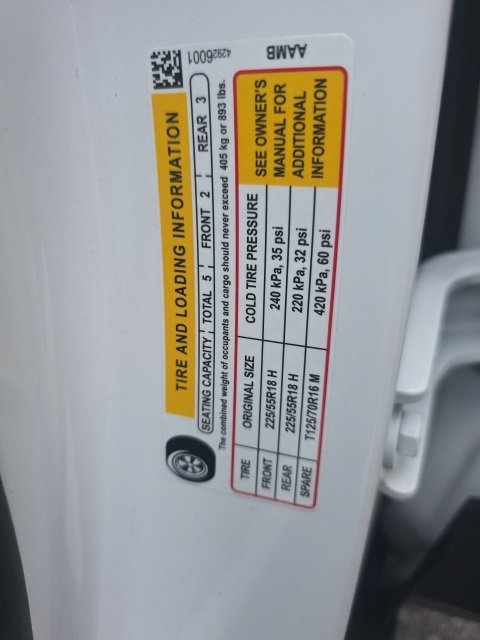 42926001
AAMB
TIRE AND LOADING INFORMATION
SEATING CAPACITY TOTAL 5 FRONT 2 REAR 3
The combined weight of occupants and cargo should never exceed 405 kg or 893 lbs.
TIRE ORIGINAL SIZE COLD TIRE PRESSURE
FRONT 225/55R18 H 240 kPa, 35 psi
REAR 225/55R18 H 220 kPa, 32 psi
SPARE T125/70R16 M 420 kPa, 60 psi
SEE OWNER'S
MANUAL FOR
ADDITIONAL
INFORMATION